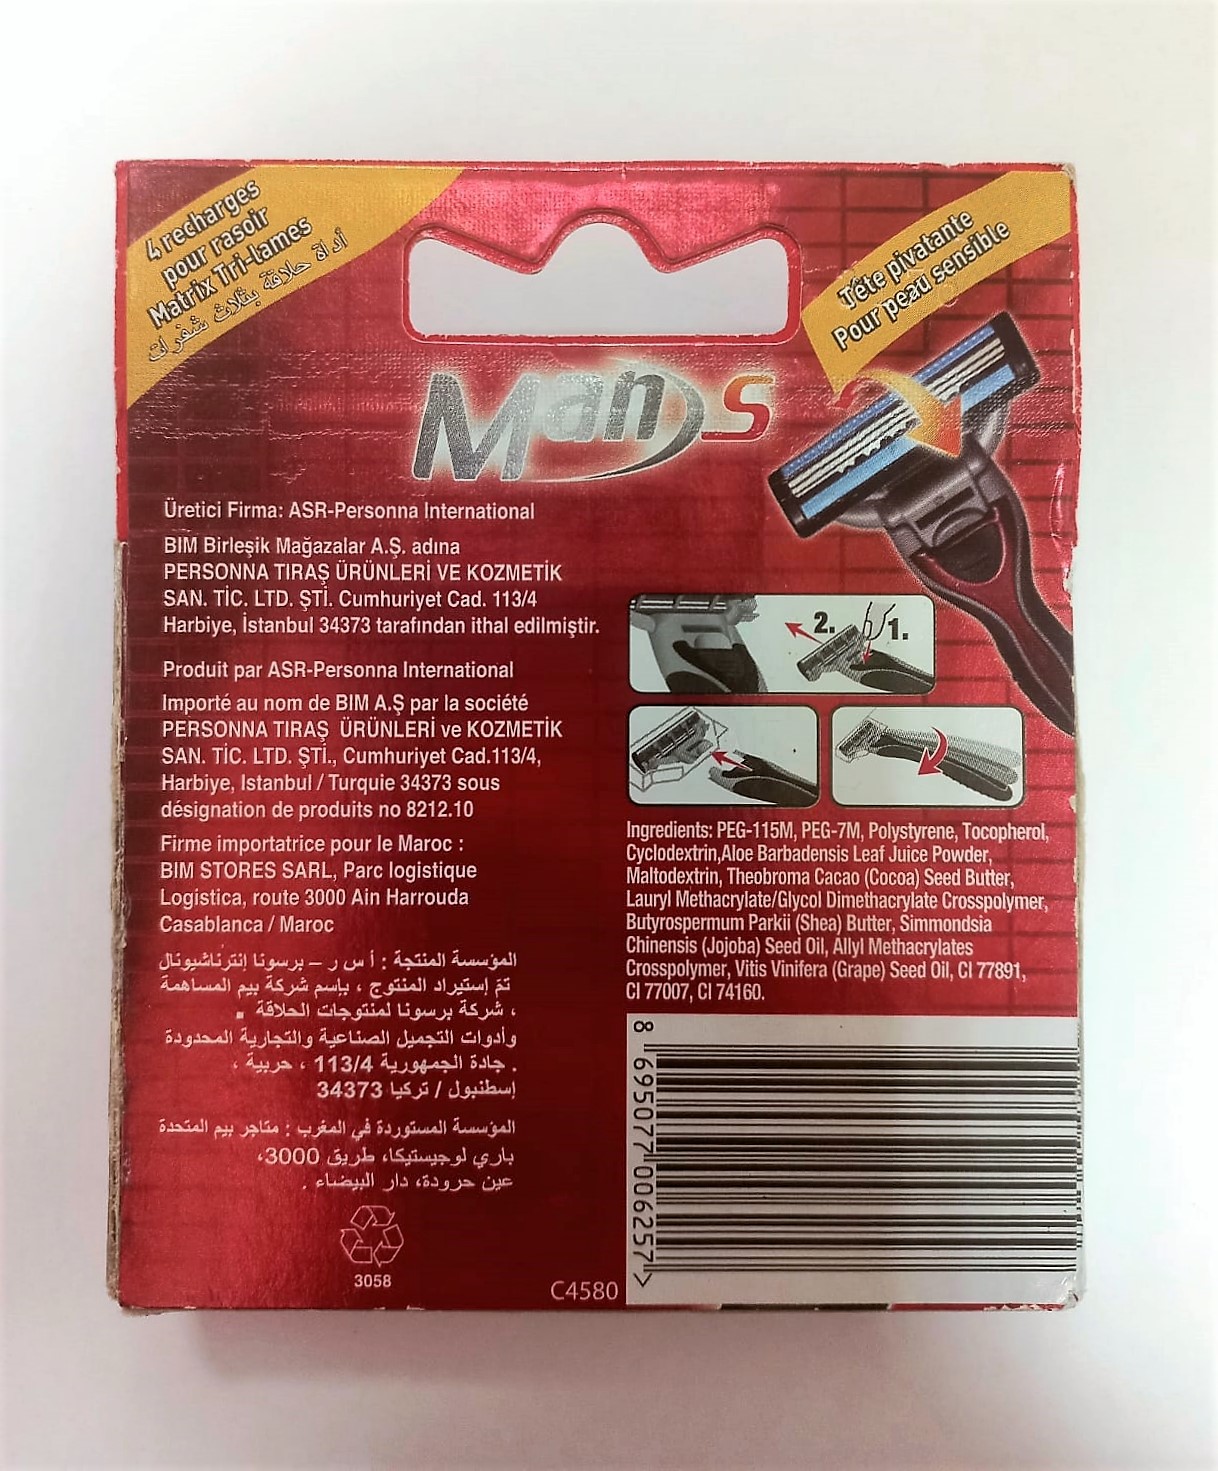 4 recharges
pour rasoir
Matrix Tri-lames
أداة حلاقة بثلاث شفرات
Tête pivatante
Pour peau sensible
Mans
Üretici Firma: ASR-Personna International
BIM Birleşik Mağazalar A.Ş. adına
PERSONNA TIRAŞ ÜRÜNLERİ VE KOZMETİK
SAN. TİC. LTD. ŞTİ. Cumhuriyet Cad. 113/4
Harbiye, İstanbul 34373 tarafından ithal edilmiştir.
Produit par ASR-Personna International
Importé au nom de BIM A.Ş par la société
PERSONNA TIRAŞ ÜRÜNLERİ ve KOZMETİK
SAN. TİC. LTD. ŞTİ., Cumhuriyet Cad.113/4,
Harbiye, Istanbul / Turquie 34373 sous
désignation de produits no 8212.10
Firme importatrice pour le Maroc :
BIM STORES SARL, Parc logistique
Logistica, route 3000 Ain Harrouda
Casablanca / Maroc
المؤسسة المنتجة : أ س ر – برسونا إنترناشيونال
تمّ إستيراد المنتوج ، بإسم شركة بيم المساهمة
، شركة برسونا لمنتوجات الحلاقة .
وأدوات التجميل الصناعية والتجارية المحدودة
. جادة الجمهورية 113/4 ، حربية ،
إسطنبول / تركيا 34373
المؤسسة المستوردة في المغرب : متاجر بيم المتحدة
باري لوجيستيكا، طريق 3000،
عين حرودة، دار البيضاء .
3058
C4580
2. 1.
Ingredients: PEG-115M, PEG-7M, Polystyrene, Tocopherol,
Cyclodextrin,Aloe Barbadensis Leaf Juice Powder,
Maltodextrin, Theobroma Cacao (Cocoa) Seed Butter,
Lauryl Methacrylate/Glycol Dimethacrylate Crosspolymer,
Butyrospermum Parkii (Shea) Butter, Simmondsia
Chinensis (Jojoba) Seed Oil, Allyl Methacrylates
Crosspolymer, Vitis Vinifera (Grape) Seed Oil, CI 77891,
CI 77007, CI 74160.
8 695077 006257 >